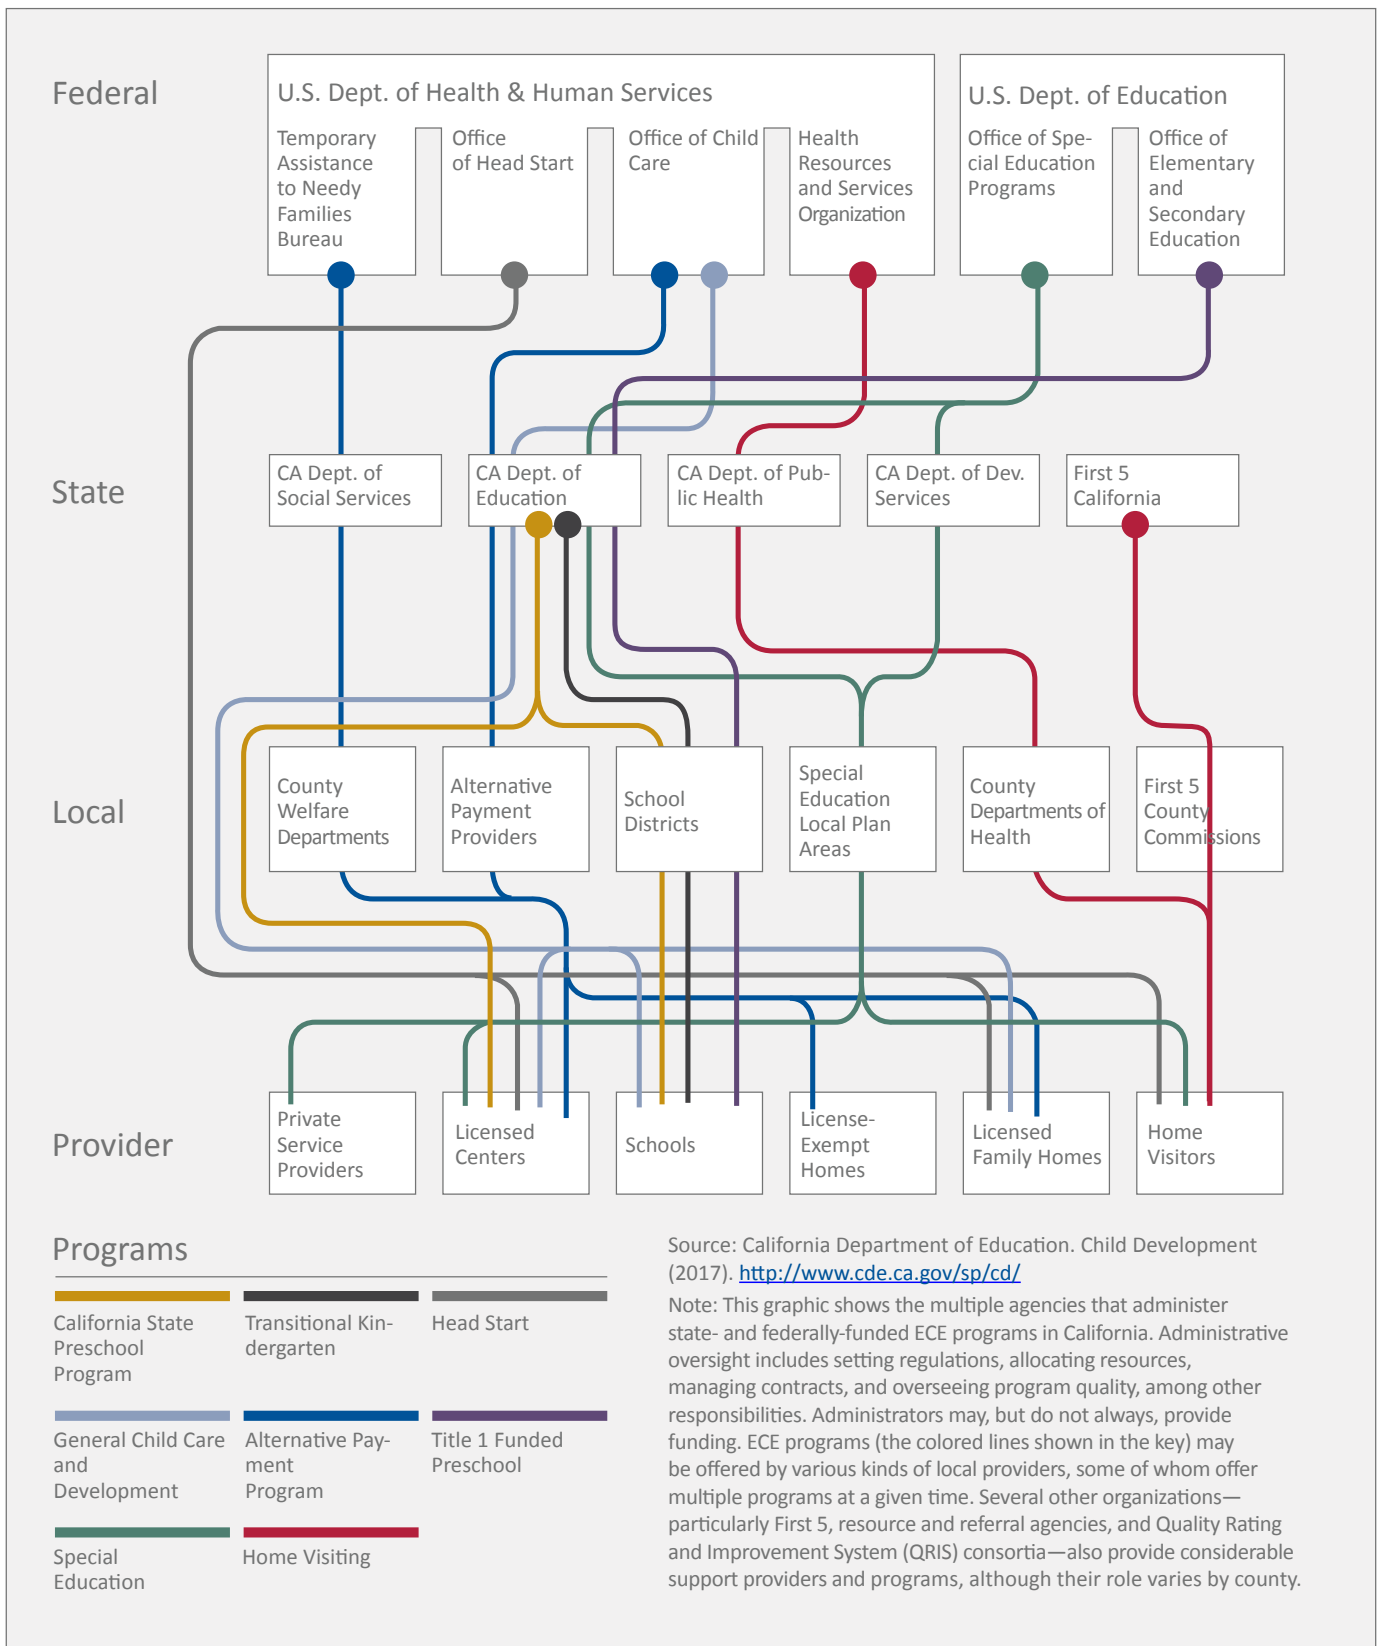 Federal
U.S. Dept. of Health & Human Services
Temporary
Assistance
to Needy
Families
Bureau
Office
of Head Start
Office of Child
Care
Health
Resources
and Services
Organization
U.S. Dept. of Education
Office of Spe-
cial Education
Programs
Office of
Elementary
and
Secondary
Education
State
CA Dept. of
Social Services
CA Dept. of
Education
CA Dept. of Pub-
lic Health
CA Dept. of Dev.
Services
First 5
California
Local
County
Welfare
Departments
Alternative
Payment
Providers
School
Districts
Special
Education
Local Plan
Areas
County
Departments of
Health
First 5
County
Commissions
Provider
Private
Service
Providers
Licensed
Centers
Schools
License-
Exempt
Homes
Licensed
Family Homes
Home
Visitors
Programs
California State
Preschool
Program
Transitional Kin-
dergarten
Head Start
General Child Care
and
Development
Alternative Pay-
ment
Program
Title 1 Funded
Preschool
Special
Education
Home Visiting
Source: California Department of Education. Child Development
(2017). http://www.cde.ca.gov/sp/cd/
Note: This graphic shows the multiple agencies that administer
state- and federally-funded ECE programs in California. Administrative
oversight includes setting regulations, allocating resources,
managing contracts, and overseeing program quality, among other
responsibilities. Administrators may, but do not always, provide
funding. ECE programs (the colored lines shown in the key) may
be offered by various kinds of local providers, some of whom offer
multiple programs at a given time. Several other organizations—
particularly First 5, resource and referral agencies, and Quality Rating
and Improvement System (QRIS) consortia—also provide considerable
support providers and programs, although their role varies by county.